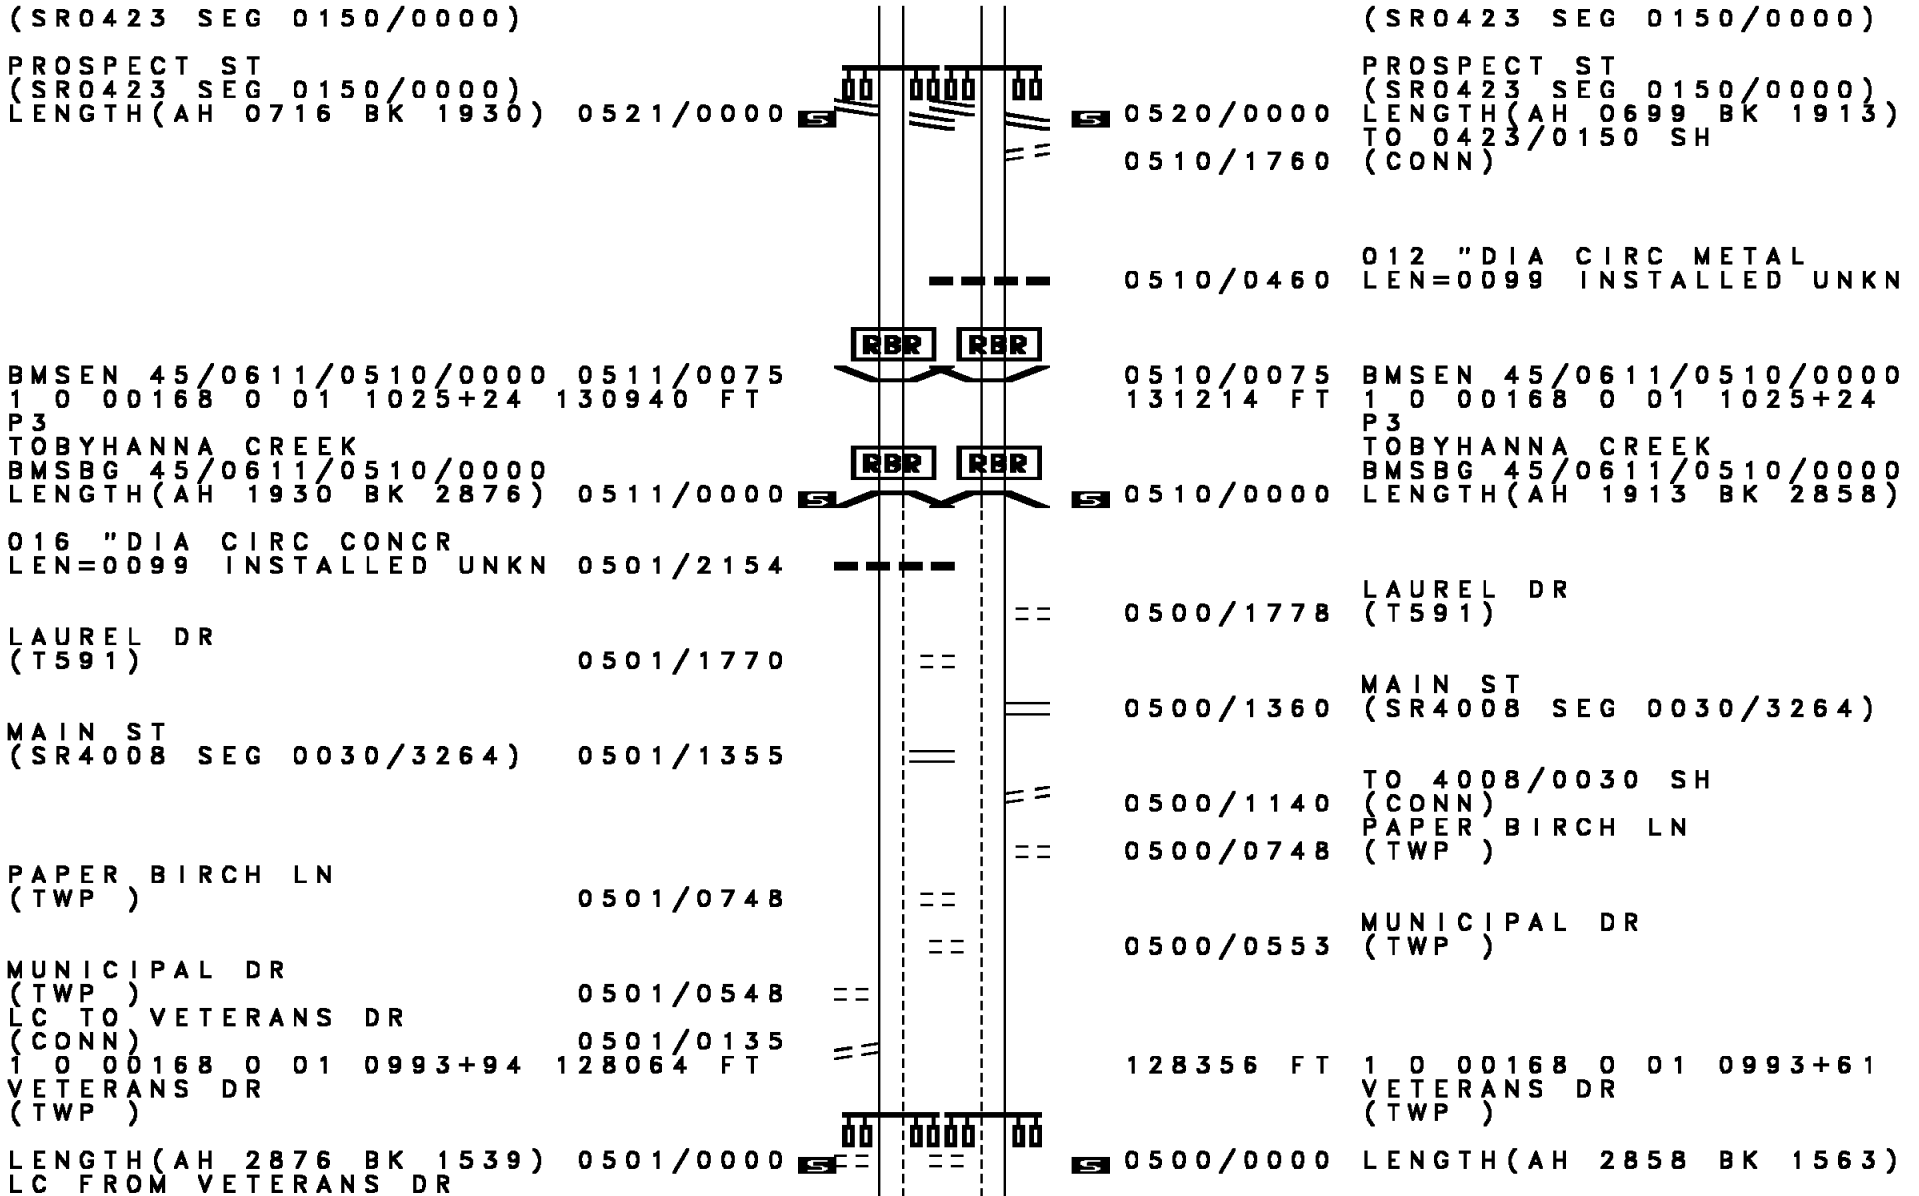 (SR0423 SEG 0150/0000) (SR0423 SEG 0150/0000)
PROSPECT ST PROSPECT ST
(SR0423 SEG 0150/0000) (SR0423 SEG 0150/0000)
LENGTH(AH 0716 BK 1930) 0521/0000 S S 0520/0000 LENGTH(AH 0699 BK 1913)
TO 0423/0150 SH
0510/1760 (CONN)
012 "DIA CIRC METAL
0510/0460 LEN=0099 INSTALLED UNKN
RBR RBR
BMSEN 45/0611/0510/0000 0511/0075 0510/0075 BMSEN 45/0611/0510/0000
1 0 00168 0 01 1025+24 130940 FT 131214 FT 1 0 00168 0 01 1025+24
P3 P3
TOBYHANNA CREEK TOBYHANNA CREEK
BMSBG 45/0611/0510/0000 RBR RBR BMSBG 45/0611/0510/0000
LENGTH(AH 1930 BK 2876) 0511/0000 S S 0510/0000 LENGTH(AH 1913 BK 2858)
016 "DIA CIRC CONCR
LEN=0099 INSTALLED UNKN 0501/2154
LAUREL DR
0500/1778 (T591)
LAUREL DR
(T591) 0501/1770
MAIN ST
0500/1360 (SR4008 SEG 0030/3264)
MAIN ST
(SR4008 SEG 0030/3264) 0501/1355
TO 4008/0030 SH
0500/1140 (CONN)
PAPER BIRCH LN
0500/0748 (TWP )
PAPER BIRCH LN
(TWP ) 0501/0748
MUNICIPAL DR
0500/0553 (TWP )
MUNICIPAL DR
(TWP ) 0501/0548
LC TO VETERANS DR
(CONN) 0501/0135
1 0 00168 0 01 0993+94 128064 FT 128356 FT 1 0 00168 0 01 0993+61
VETERANS DR VETERANS DR
(TWP ) (TWP )
LENGTH(AH 2876 BK 1539) 0501/0000 S S 0500/0000 LENGTH(AH 2858 BK 1563)
LC FROM VETERANS DR